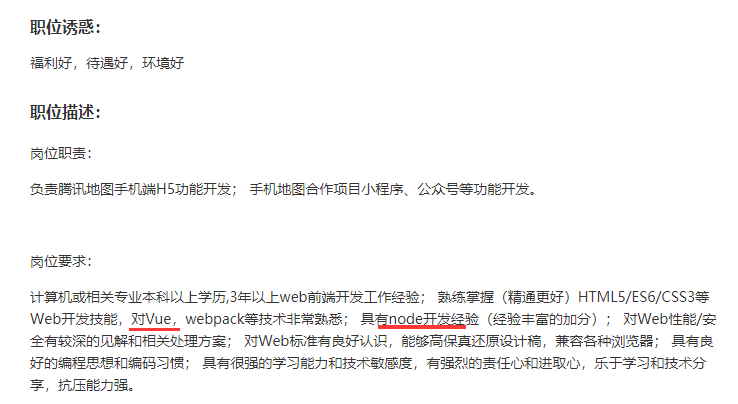 职位诱惑：
福利好，待遇好，环境好
职位描述：
岗位职责：
负责腾讯地图手机端H5功能开发； 手机地图合作项目小程序、公众号等功能开发。
岗位要求：
计算机或相关专业本科以上学历,3年以上web前端开发工作经验； 熟练掌握（精通更好）HTML5/ES6/CSS3等
Web开发技能，对Vue，webpack等技术非常熟悉； 具有node开发经验（经验丰富的加分）； 对Web性能/安
全有较深的见解和相关处理方案； 对Web标准有良好认识，能够高保真还原设计稿，兼容各种浏览器； 具有良
好的编程思想和编码习惯； 具有很强的学习能力和技术敏感度，有强烈的责任心和进取心，乐于学习和技术分
享，抗压能力强。